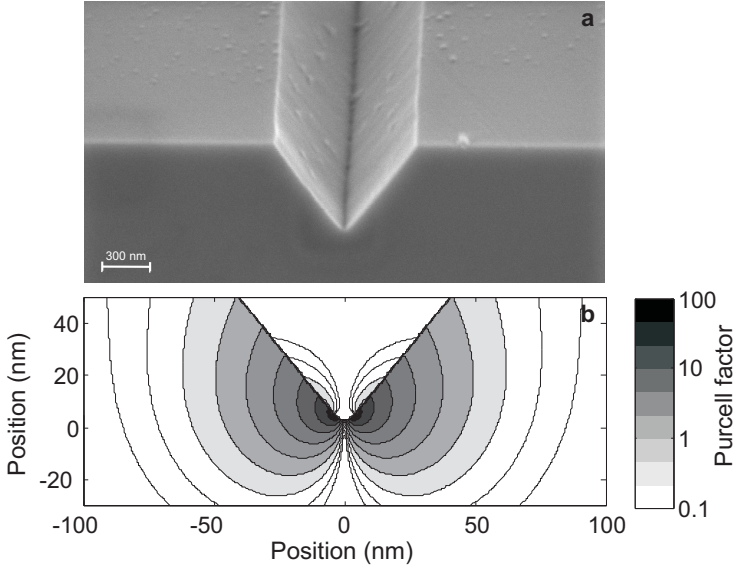 a
300 nm
b
40
20
0
-20
Position (nm)
-100
-50
0
50
100
Position (nm)
100
10
1
0.1
Purcell factor